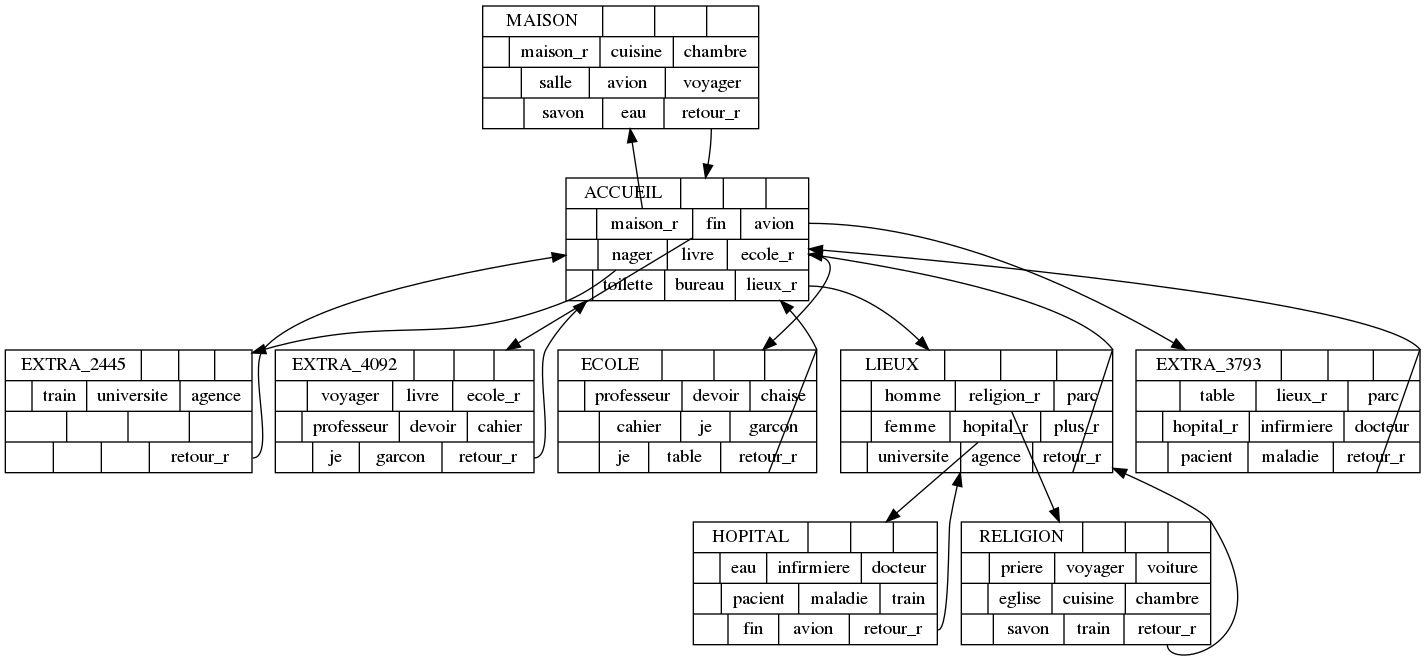 MAISON
maison_r cuisine chambre
salle avion voyager
savon eau retour_r
ACCUEIL
maison_r fin avion
nager livre ecole_r
toilette bureau lieux_r
EXTRA_2445
train universite agence
retour_r
EXTRA_4092
voyager livre ecole_r
professeur devoir cahier
je garcon retour_r
ECOLE
professeur devoir chaise
cahier je garcon
je table retour_r
LIEUX
homme religion_r parc
femme hopital_r plus_r
universite agence retour_r
EXTRA_3793
table lieux_r parc
hopital_r infirmiere docteur
pacient maladie retour_r
HOPITAL
eau infirmiere docteur
pacient maladie train
fin avion retour_r
RELIGION
priere voyager voiture
eglise cuisine chambre
savon train retour_r